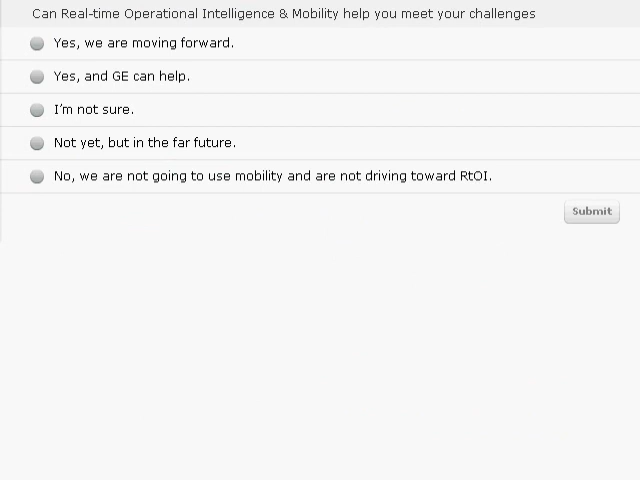 Can Real-time Operational Intelligence & Mobility help you meet your challenges
Yes, we are moving forward.
Yes, and GE can help.
I'm not sure.
Not yet, but in the far future.
No, we are not going to use mobility and are not driving toward RtOI.
Submit